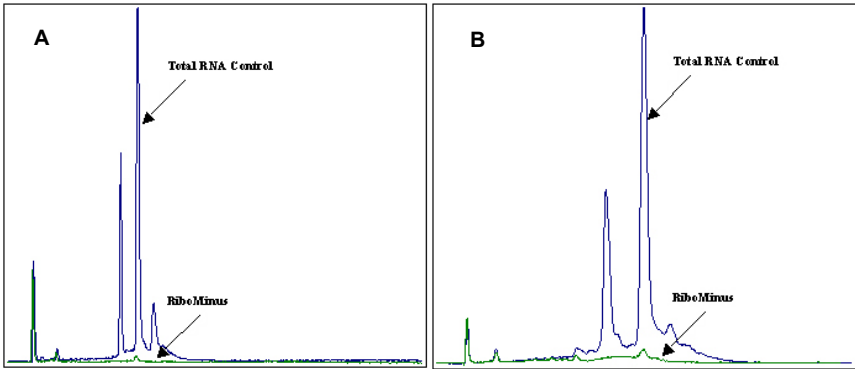 A
Total RNA Control
RiboMinus
B
Total RNA Control
RiboMinus